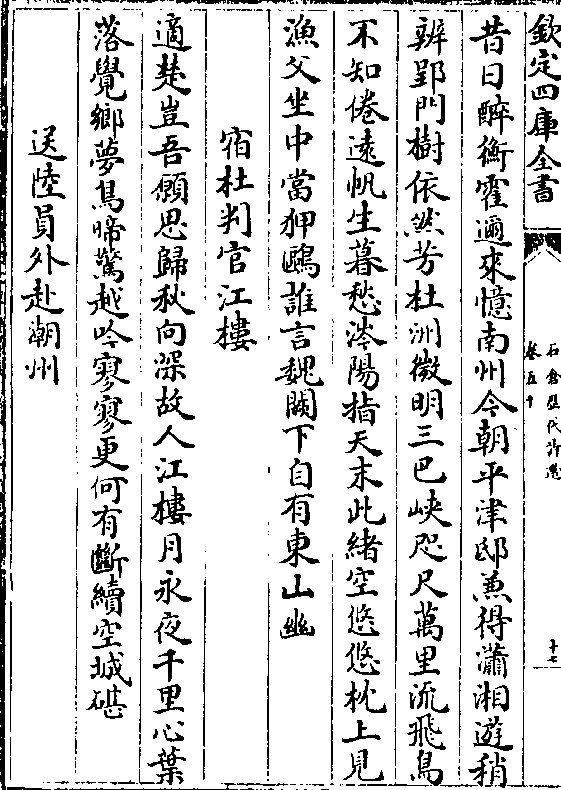 欽定四庫全書
石倉歷代詩選
卷五十
十七
昔日醉衡霍邇來憶南州今朝平津邸兼得瀟湘遊稍
辨郢門樹依然芳杜洲微明三巴峽咫尺萬里流飛鳥
不知倦遠帆生暮愁涔陽指天末此緒空悠悠枕上見
漁父坐中當狎鷗誰言魏闕下自有東山幽
宿杜判官江樓
適楚豈吾願思歸秋向深故人江樓月永夜千里心葉
落覺鄉夢鳥啼驚越吟寥寥更何有斷續空城碪
送陸員外赴潮州